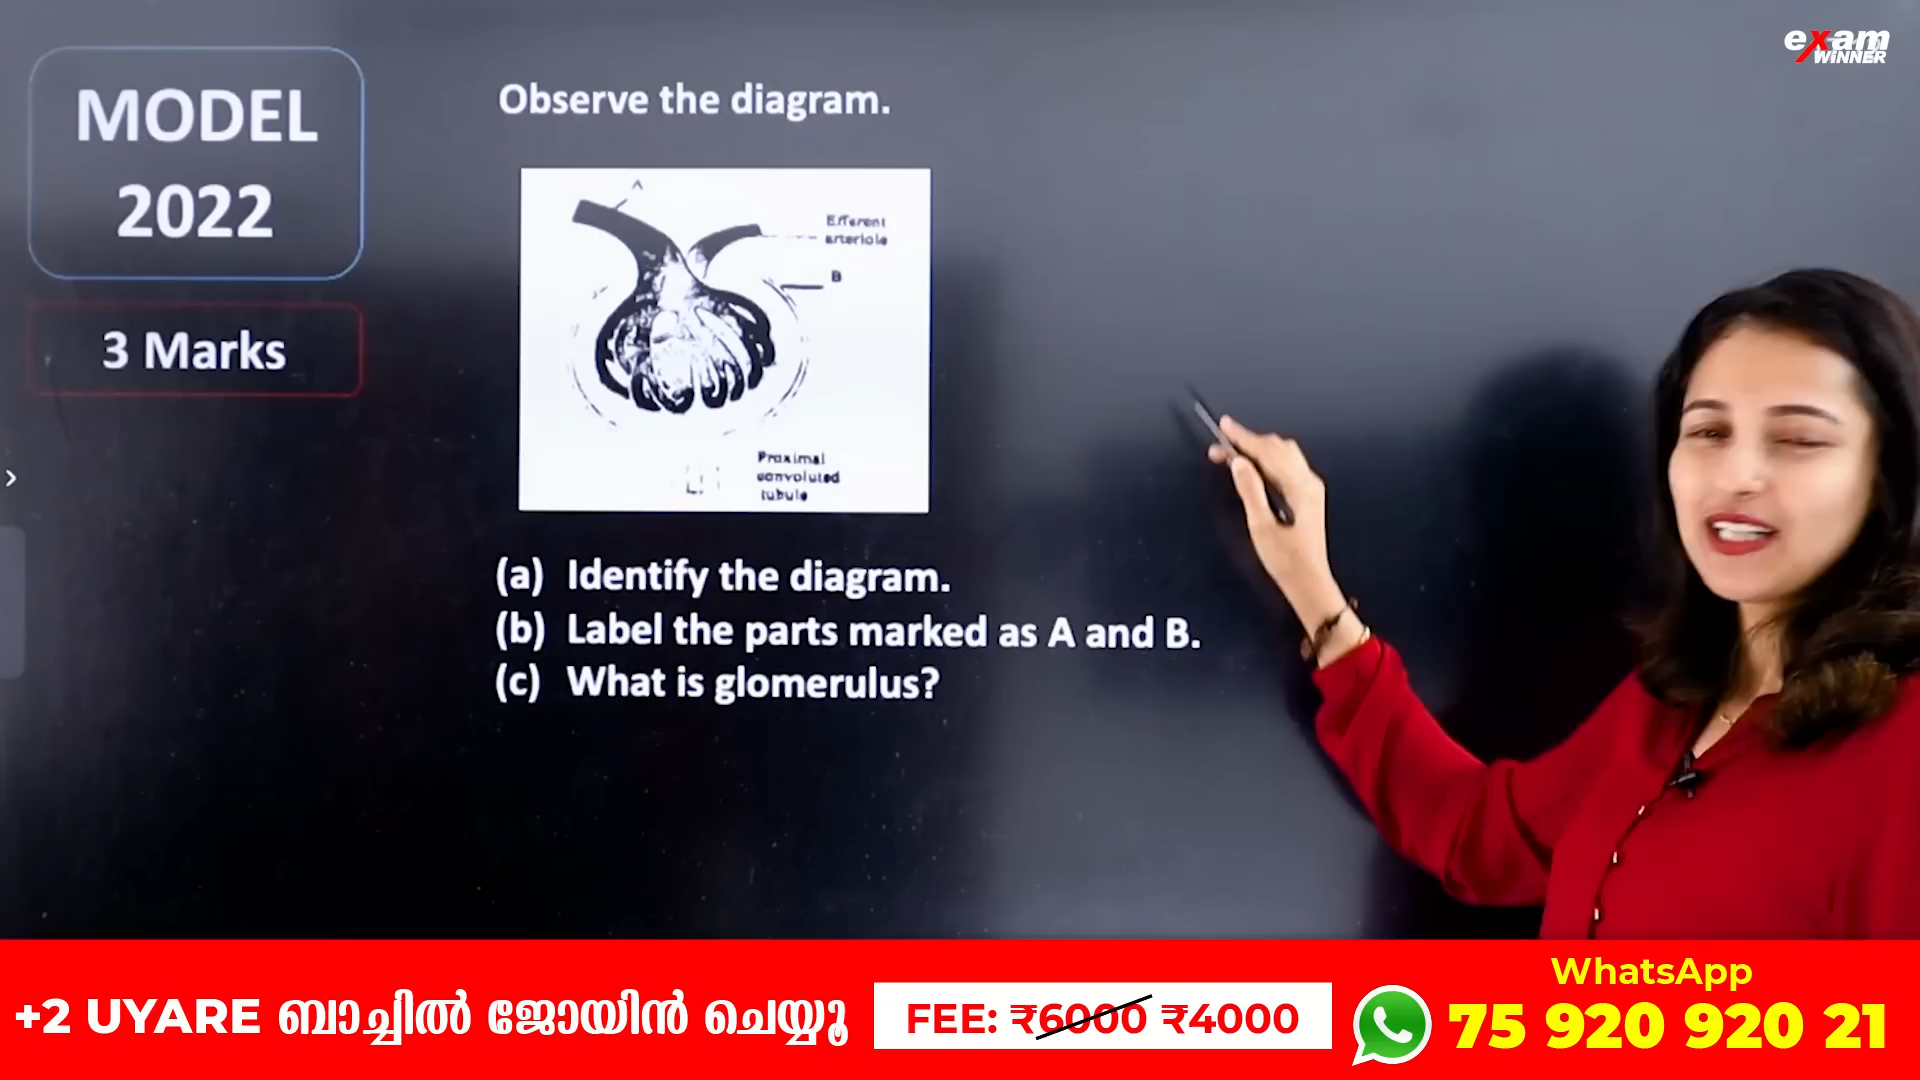 exam
WINNER
MODEL
2022
3 Marks
Observe the diagram.
A
Efferent
arteriole
B
Proximal
convoluted
tubule
(a) Identify the diagram.
(b) Label the parts marked as A and B.
(c) What is glomerulus?
+2 UYARE ബാച്ചിൽ ജോയിൻ ചെയ്യൂ
FEE: ₹6000 ₹4000
WhatsApp
75 920 920 21